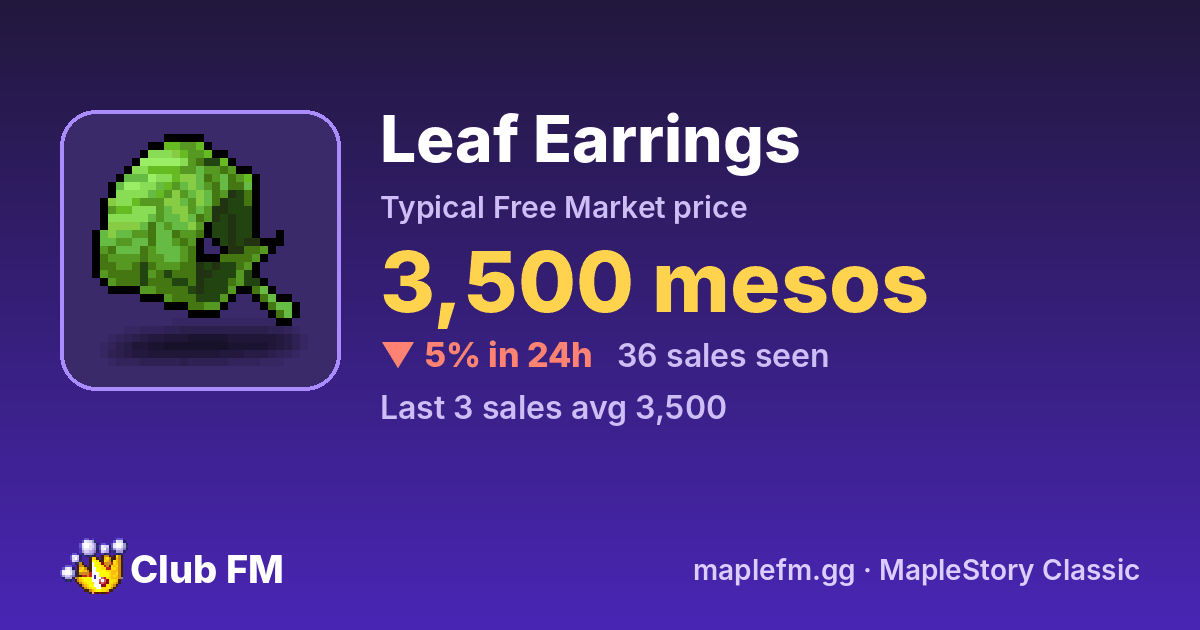 Leaf Earrings
Typical Free Market price
3,500 mesos
▼ 5% in 24h 36 sales seen
Last 3 sales avg 3,500
Club FM
maplefm.gg · MapleStory Classic